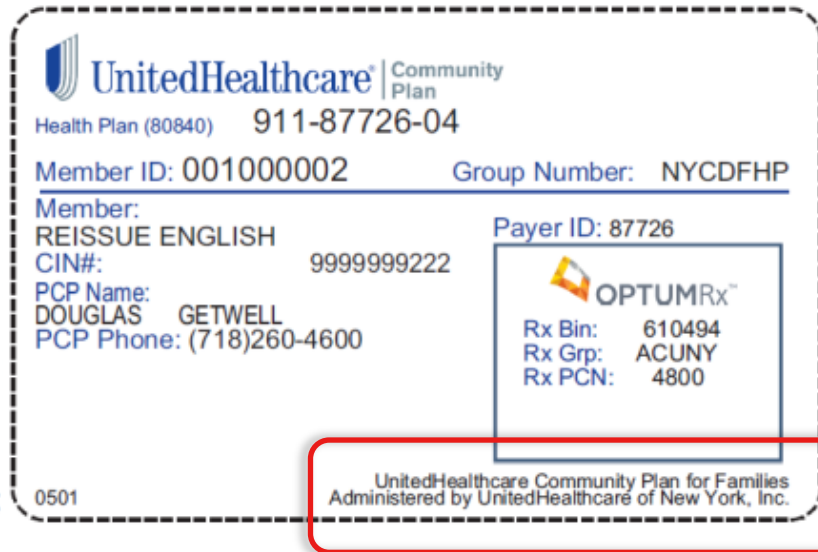 UnitedHealthcare® Community Plan
Health Plan (80840) 911-87726-04
Member ID: 001000002 Group Number: NYCDFHP
Member:
REISSUE ENGLISH
CIN#: 9999999222
PCP Name:
DOUGLAS GETWELL
PCP Phone: (718)260-4600
Payer ID: 87726
OPTUMRx™
Rx Bin: 610494
Rx Grp: ACUNY
Rx PCN: 4800
UnitedHealthcare Community Plan for Families
0501 Administered by UnitedHealthcare of New York, Inc.